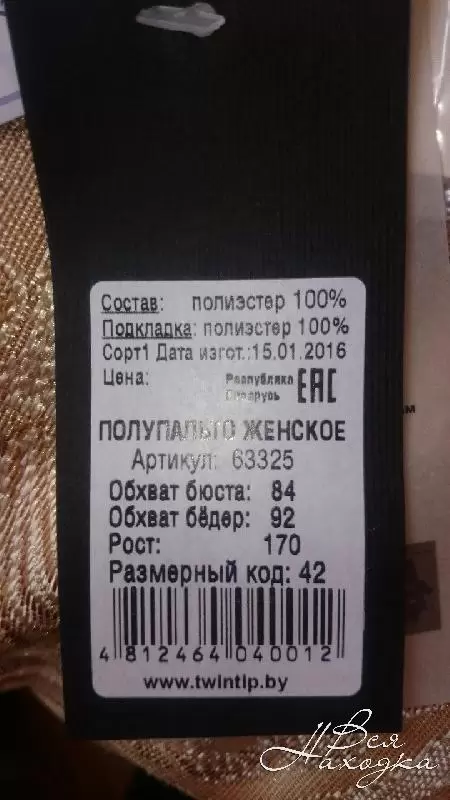 Состав: полиэстер 100%
Подкладка: полиэстер 100%
Сорт1 Дата изгот.:15.01.2016
Цена: Республика Беларусь EAC
ПОЛУПАЛЬТО ЖЕНСКОЕ
Артикул: 63325
Обхват бюста: 84
Обхват бёдер: 92
Рост: 170
Размерный код: 42
4 812464 040012
www.twintip.by
Вся
Находка